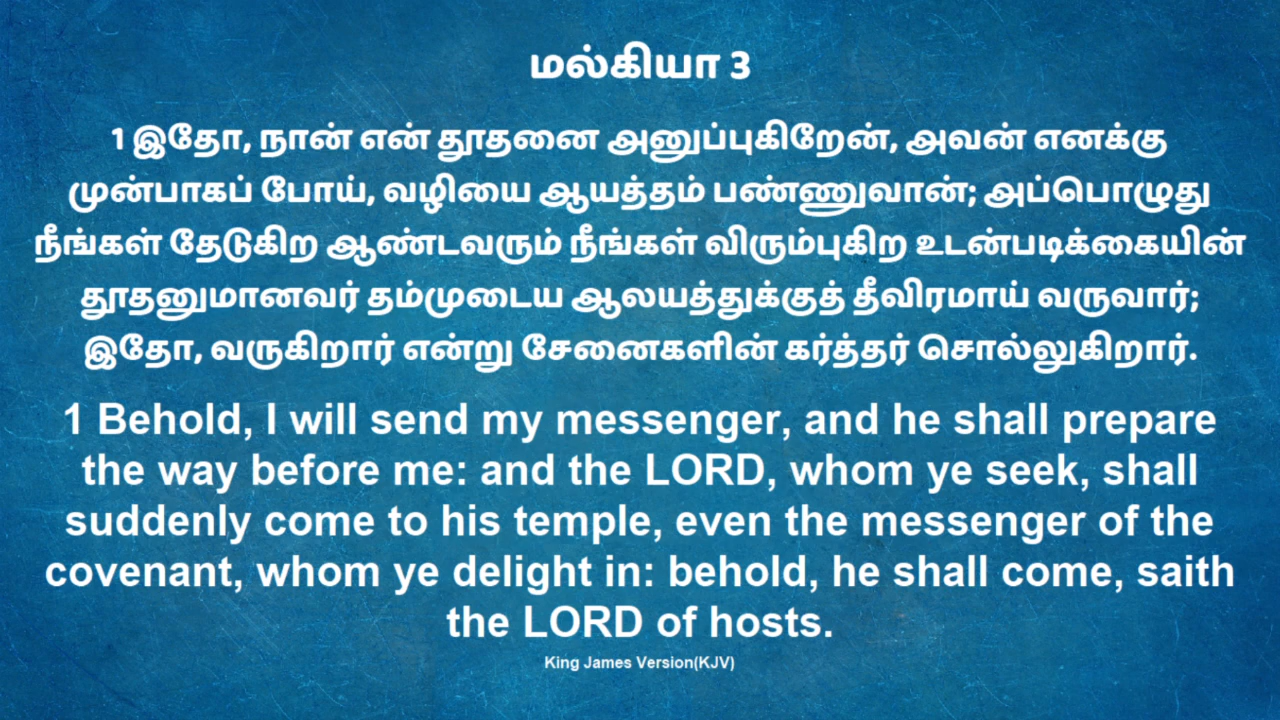 மல்கியா 3
1 இதோ, நான் என் தூதனை அனுப்புகிறேன், அவன் எனக்கு
முன்பாகப் போய், வழியை ஆயத்தம் பண்ணுவான்; அப்பொழுது
நீங்கள் தேடுகிற ஆண்டவரும் நீங்கள் விரும்புகிற உடன்படிக்கையின்
தூதனுமானவர் தம்முடைய ஆலயத்துக்குத் தீவிரமாய் வருவார்;
இதோ, வருகிறார் என்று சேனைகளின் கர்த்தர் சொல்லுகிறார்.
1 Behold, I will send my messenger, and he shall prepare
the way before me: and the LORD, whom ye seek, shall
suddenly come to his temple, even the messenger of the
covenant, whom ye delight in: behold, he shall come, saith
the LORD of hosts.
King James Version(KJV)